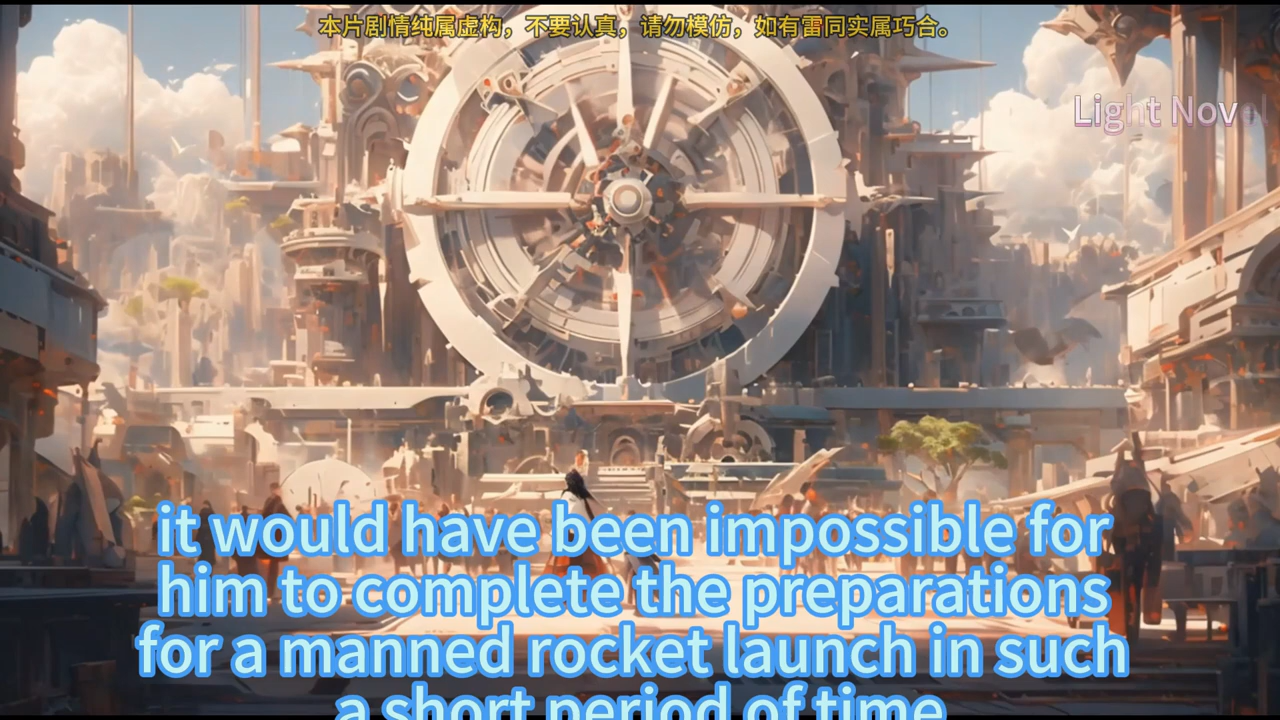 本片剧情纯属虚构，不要认真，请勿模仿，如有雷同实属巧合。
Light Novel
it would have been impossible for
him to complete the preparations
for a manned rocket launch in such
a short period of time